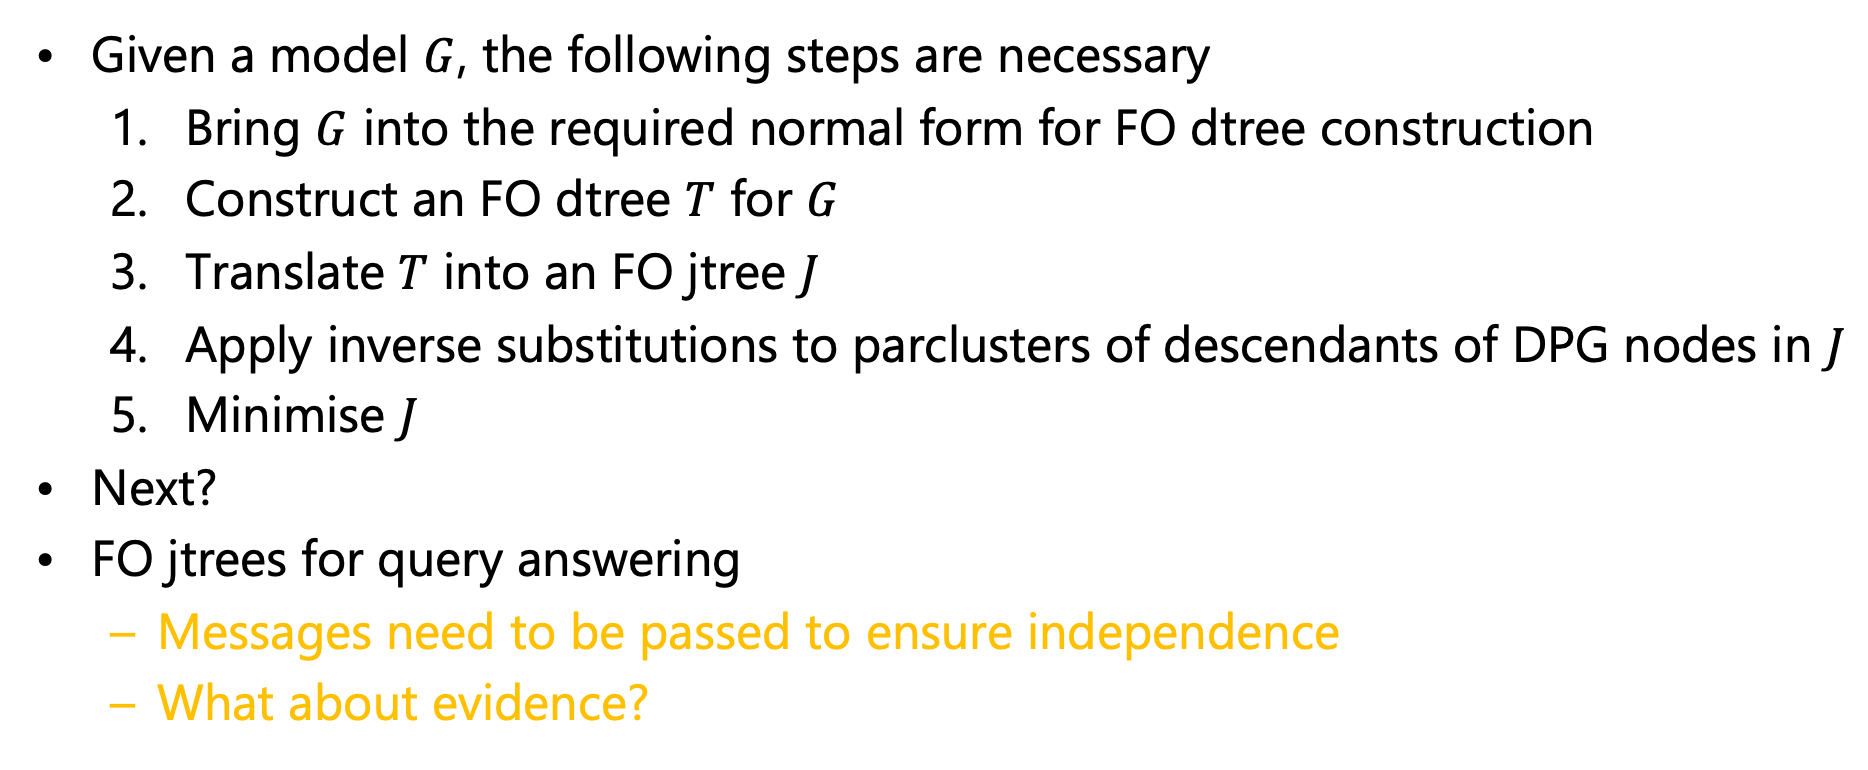 • Given a model G, the following steps are necessary
1. Bring G into the required normal form for FO dtree construction
2. Construct an FO dtree T for G
3. Translate T into an FO jtree J
4. Apply inverse substitutions to parclusters of descendants of DPG nodes in J
5. Minimise J
• Next?
• FO jtrees for query answering
– Messages need to be passed to ensure independence
– What about evidence?